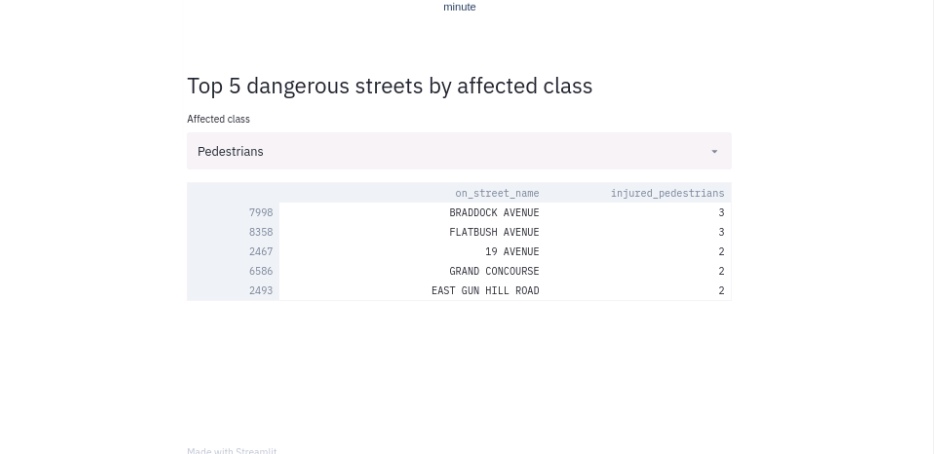 minute
Top 5 dangerous streets by affected class
Affected class
Pedestrians
on_street_name injured_pedestrians
7998 BRADDOCK AVENUE 3
8358 FLATBUSH AVENUE 3
2467 19 AVENUE 2
6586 GRAND CONCOURSE 2
2493 EAST GUN HILL ROAD 2
Made with Streamlit